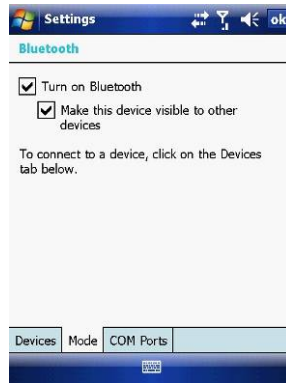 Settings
ok
Bluetooth
Turn on Bluetooth
Make this device visible to other
devices
To connect to a device, click on the Devices
tab below.
Devices Mode COM Ports